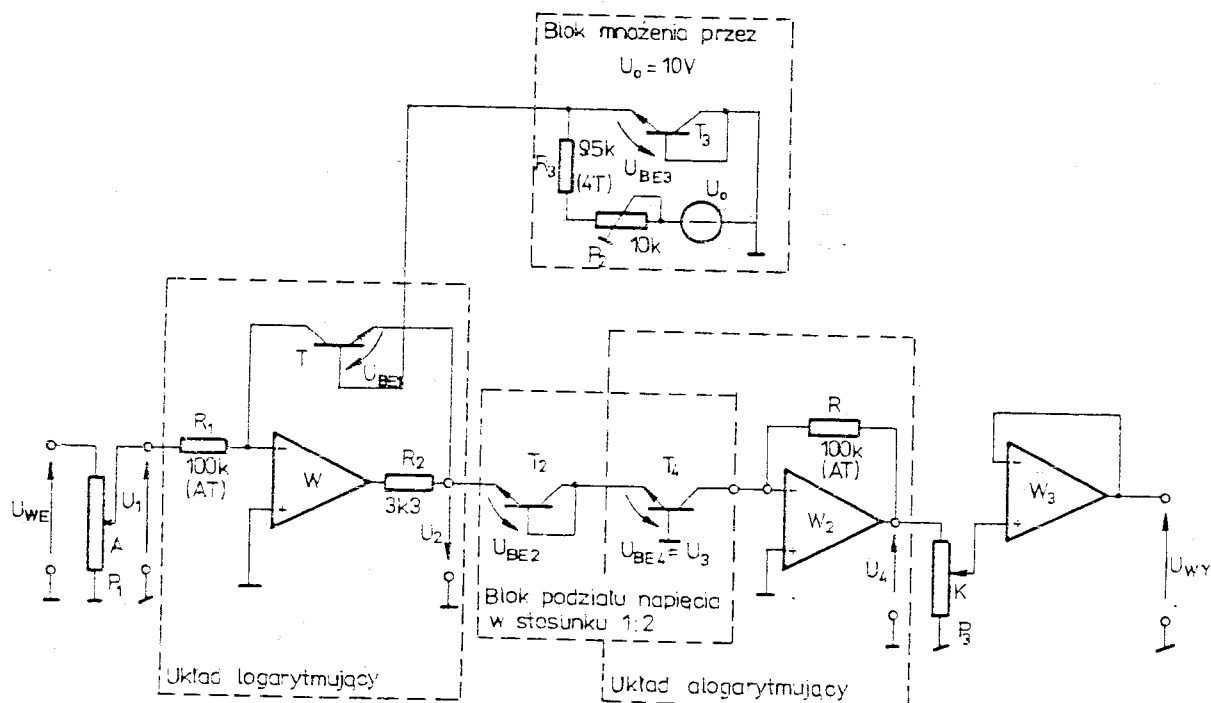 Blok mnożenia przez
U₀ = 10V
T₃
95k
R₃
(4T)
U_BE3
U₀
10k
P₂
T
U_BE1
R₁
100k
(AT)
W
R₂
3k3
U_WE
U₁
A
P₁
U₂
T₂
T₄
U_BE2
U_BE4 = U₃
R
100k
(AT)
W₂
W₃
U₄
K
P₃
U_WY
Blok podziału napięcia
w stosunku 1:2
Układ logarytmujący
Układ alogarytmujący